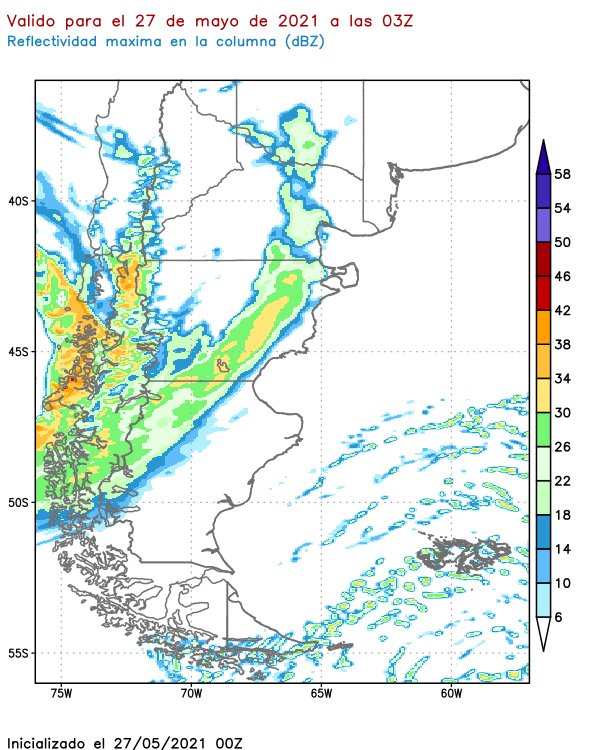 Valido para el 27 de mayo de 2021 a las 03Z
Reflectividad maxima en la columna (dBZ)
58
54
50
46
42
38
34
30
26
22
18
14
10
6
40S
45S
50S
55S
75W 70W 65W 60W
Inicializado el 27/05/2021 00Z